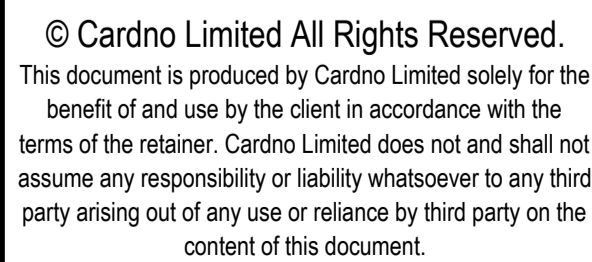 © Cardno Limited All Rights Reserved.
This document is produced by Cardno Limited solely for the
benefit of and use by the client in accordance with the
terms of the retainer. Cardno Limited does not and shall not
assume any responsibility or liability whatsoever to any third
party arising out of any use or reliance by third party on the
content of this document.